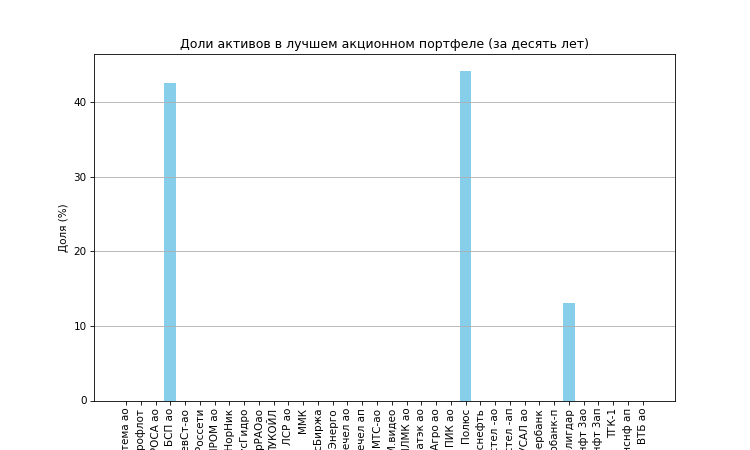 Доли активов в лучшем акционном портфеле (за десять лет)
Доля (%)
40
30
20
10
0
тема ао
рофлот
РОСА ао
БСП ао
евСт-ао
Россети
ПРОМ ао
НорНик
сГидро
рРАОао
ЛУКОЙЛ
ЛСР ао
ММК
сБиржа
Энерго
ечел ао
ечел ап
МТС-ао
М.видео
ЛМК ао
атэк ао
Агро ао
ПИК ао
Полюс
снефть
стел -ао
стел -ап
УСАЛ ао
ербанк
рбанк-п
лигдар
нфт 3ао
нфт 3ап
ТГК-1
нснф ап
ВТБ ао